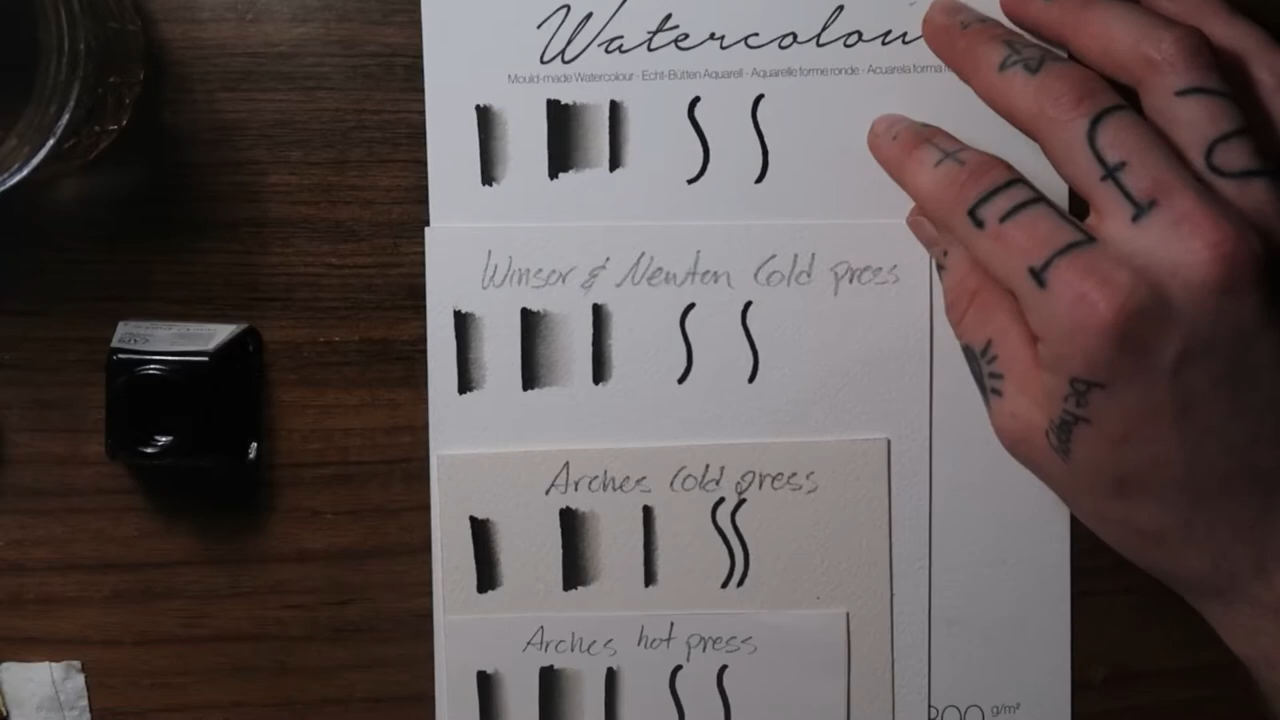 Watercolou
Mould-made Watercolour - Echt-Bütten Aquarell - Aquarelle forme ronde - Acuarela forma
Winsor & Newton Cold press
Arches Cold press
Arches hot press
g/m²